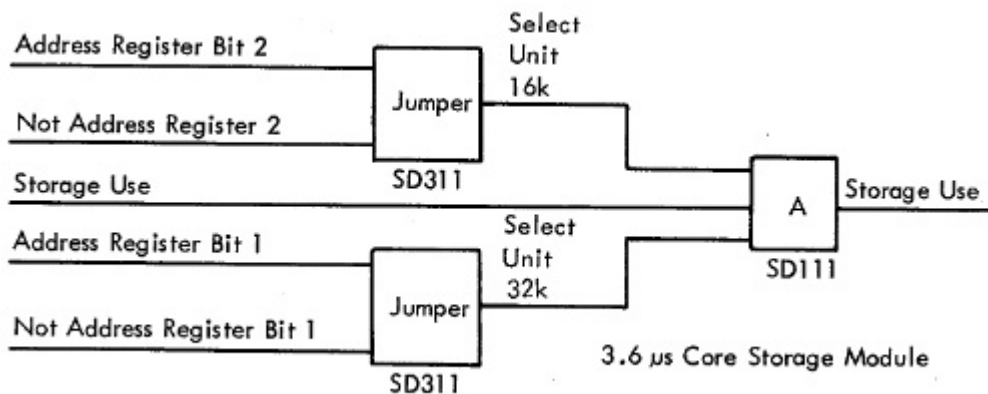 Address Register Bit 2
Not Address Register 2
Jumper
SD311
Select
Unit
16k
Storage Use
A
SD111
Storage Use
Address Register Bit 1
Not Address Register Bit 1
Jumper
SD311
Select
Unit
32k
3.6 µs Core Storage Module